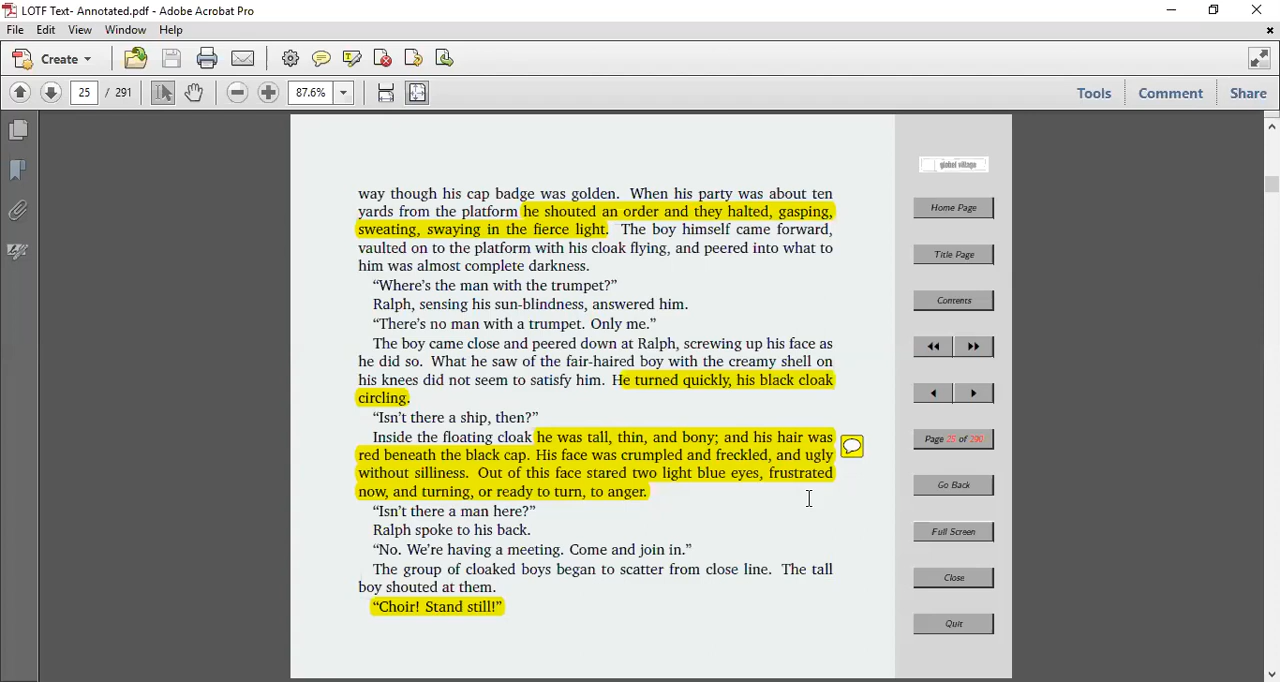 LOTF Text- Annotated.pdf - Adobe Acrobat Pro
File Edit View Window Help
Create
25 / 291 87.6% Tools Comment Share
global village
way though his cap badge was golden. When his party was about ten
yards from the platform he shouted an order and they halted, gasping,
sweating, swaying in the fierce light. The boy himself came forward,
vaulted on to the platform with his cloak flying, and peered into what to
him was almost complete darkness.
“Where’s the man with the trumpet?”
Ralph, sensing his sun-blindness, answered him.
“There’s no man with a trumpet. Only me.”
The boy came close and peered down at Ralph, screwing up his face as
he did so. What he saw of the fair-haired boy with the creamy shell on
his knees did not seem to satisfy him. He turned quickly, his black cloak
circling.
“Isn’t there a ship, then?”
Inside the floating cloak he was tall, thin, and bony; and his hair was
red beneath the black cap. His face was crumpled and freckled, and ugly
without silliness. Out of this face stared two light blue eyes, frustrated
now, and turning, or ready to turn, to anger.
“Isn’t there a man here?”
Ralph spoke to his back.
“No. We’re having a meeting. Come and join in.”
The group of cloaked boys began to scatter from close line. The tall
boy shouted at them.
“Choir! Stand still!”
Home Page
Title Page
Contents
Page 25 of 290
Go Back
Full Screen
Close
Quit